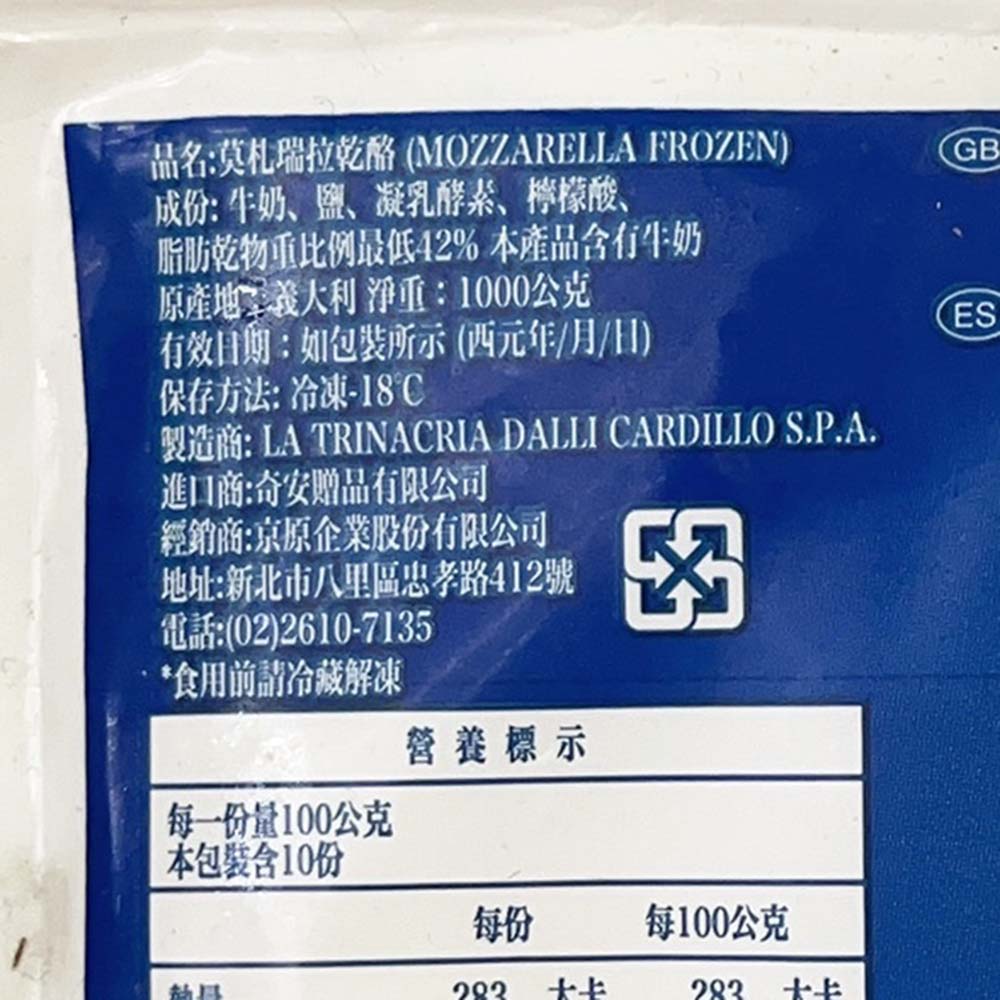 品名:莫札瑞拉乾酪 (MOZZARELLA FROZEN)
成份: 牛奶、鹽、凝乳酵素、檸檬酸、
脂肪乾物重比例最低42% 本產品含有牛奶
原產地:義大利 淨重：1000公克
有效日期：如包裝所示 (西元年/月/日)
保存方法: 冷凍-18℃
製造商: LA TRINACRIA DALLI CARDILLO S.P.A.
進口商:奇安贈品有限公司
經銷商:京原企業股份有限公司
地址:新北市八里區忠孝路412號
電話:(02)2610-7135
*食用前請冷藏解凍
GB
ES
營養標示
每一份量100公克
本包裝含10份
每份 每100公克
熱量 283 大卡 283 大卡